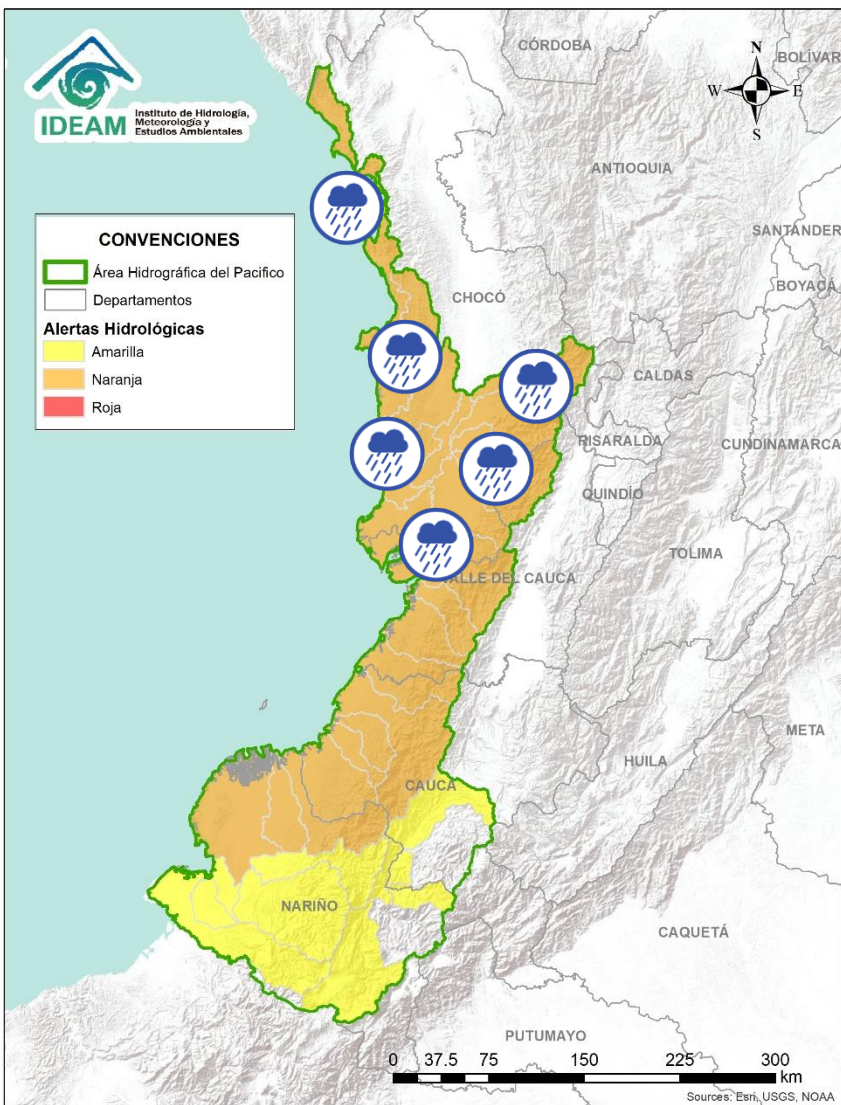 IDEAM
Instituto de Hidrología,
Meteorología y
Estudios Ambientales
CÓRDOBA
BOLÍVAR
N
W
E
S
ANTIOQUIA
SANTANDER
BOYACÁ
CONVENCIONES
Área Hidrográfica del Pacifico
Departamentos
Alertas Hidrológicas
Amarilla
Naranja
Roja
CHOCÓ
CALDAS
RISARALDA
CUNDINAMARCA
QUINDÍO
TOLIMA
VALLE DEL CAUCA
META
HUILA
CAUCA
NARIÑO
CAQUETÁ
PUTUMAYO
0 37.5 75 150 225 300
km
Sources: Esri, USGS, NOAA